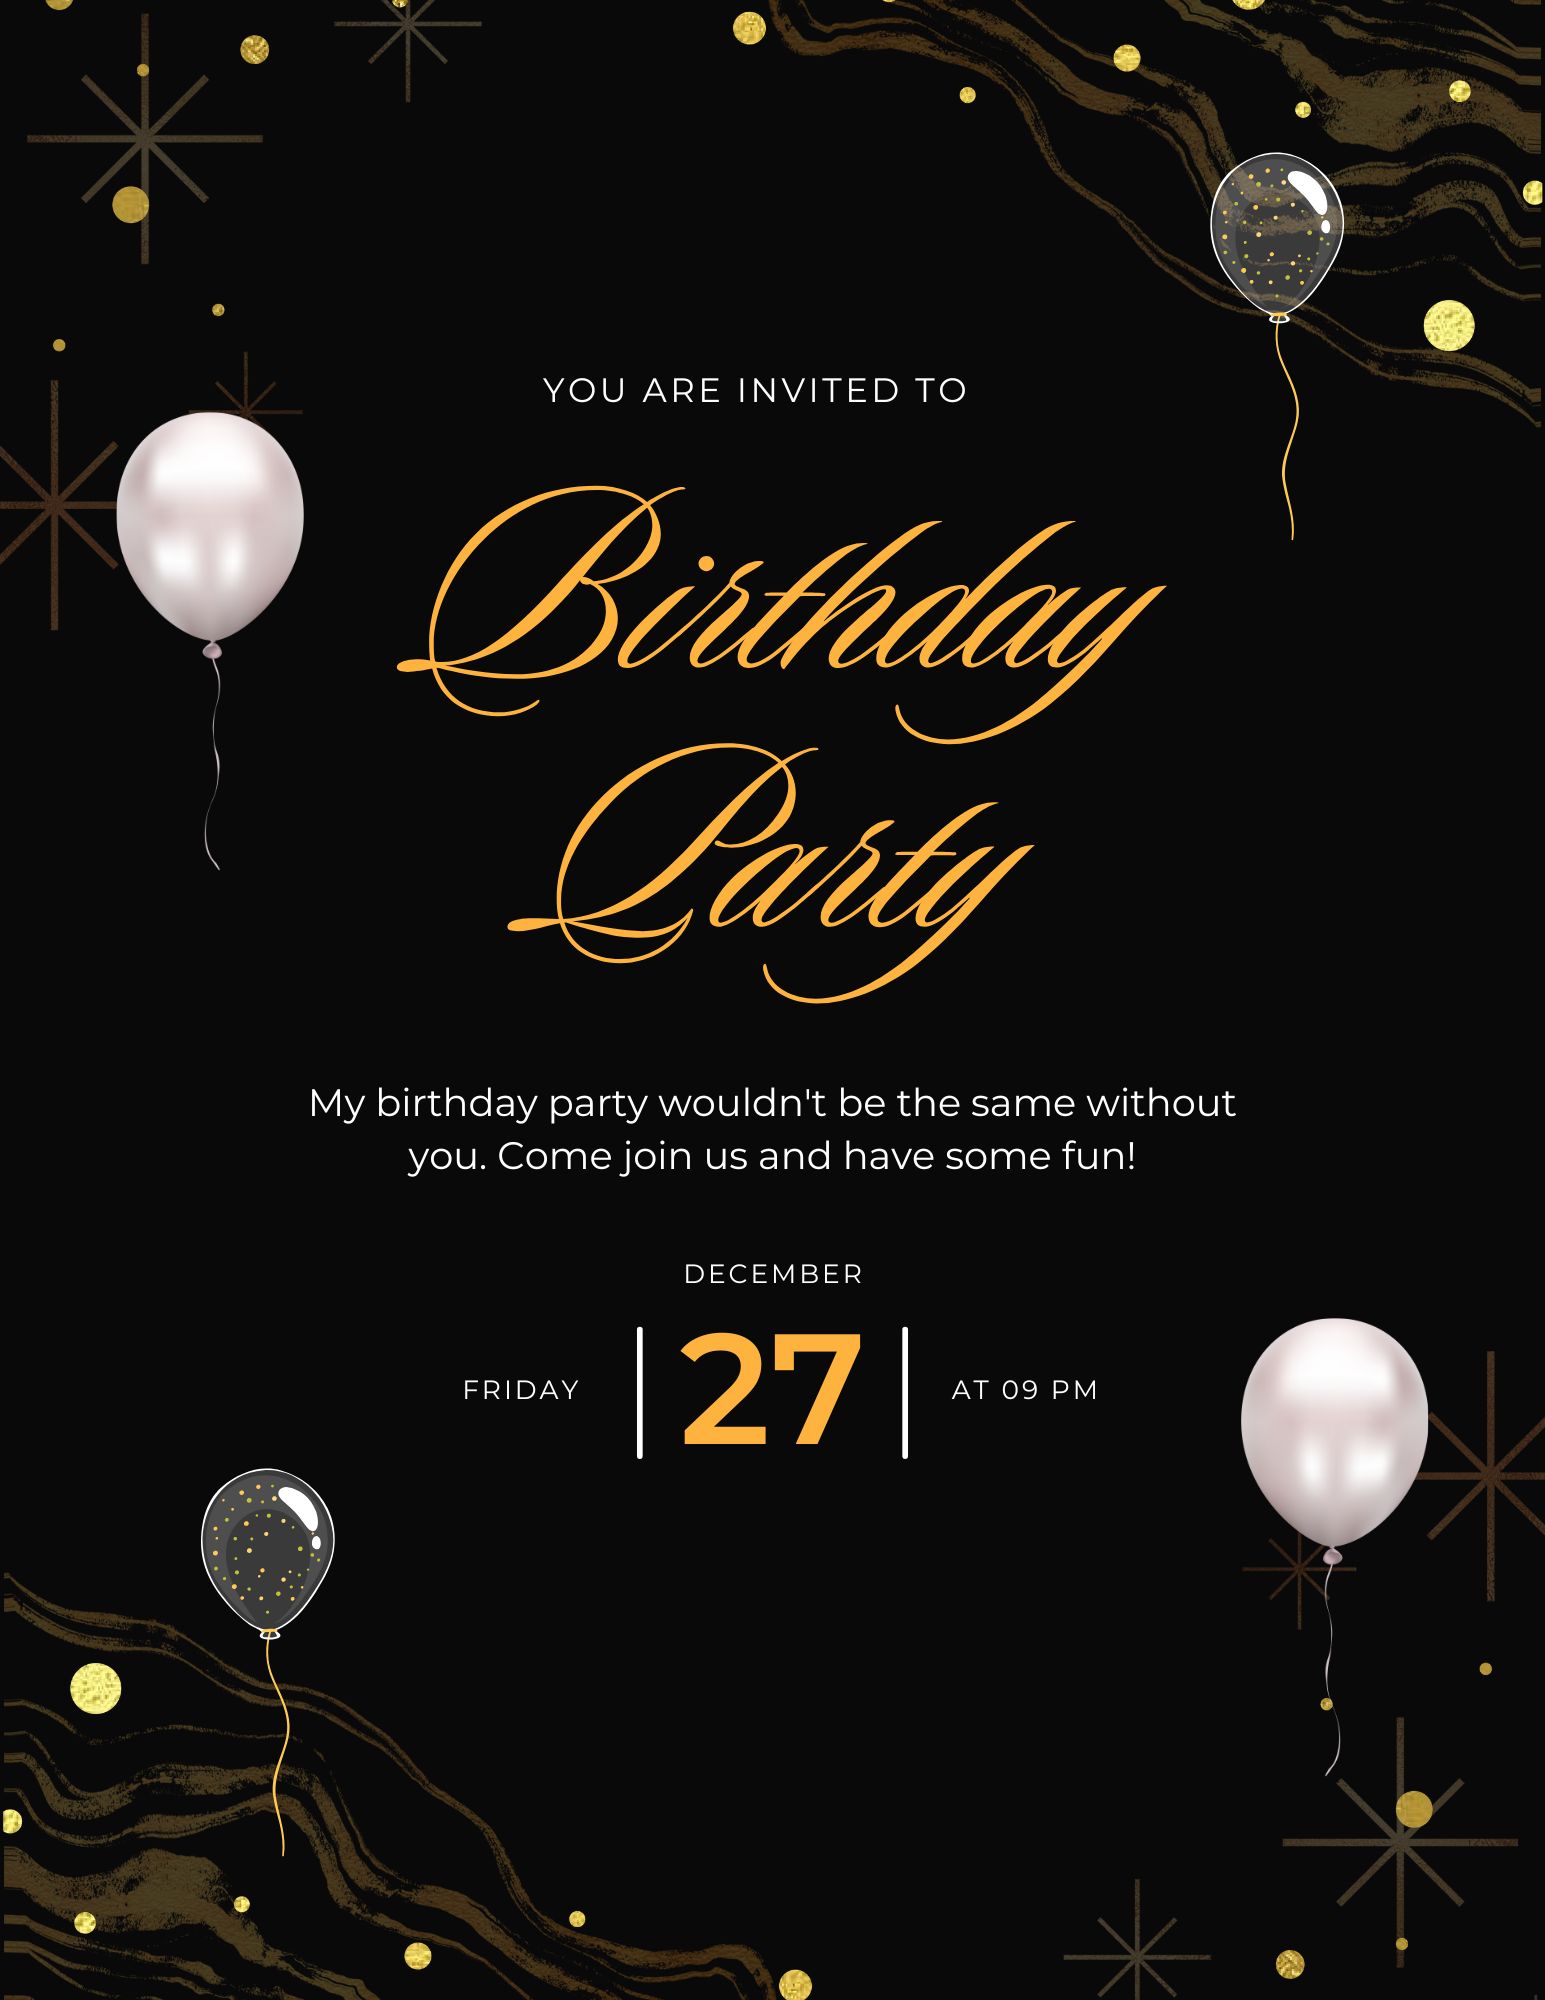 YOU ARE INVITED TO
Birthday
Party
My birthday party wouldn't be the same without
you. Come join us and have some fun!
DECEMBER
FRIDAY 27 AT 09 PM